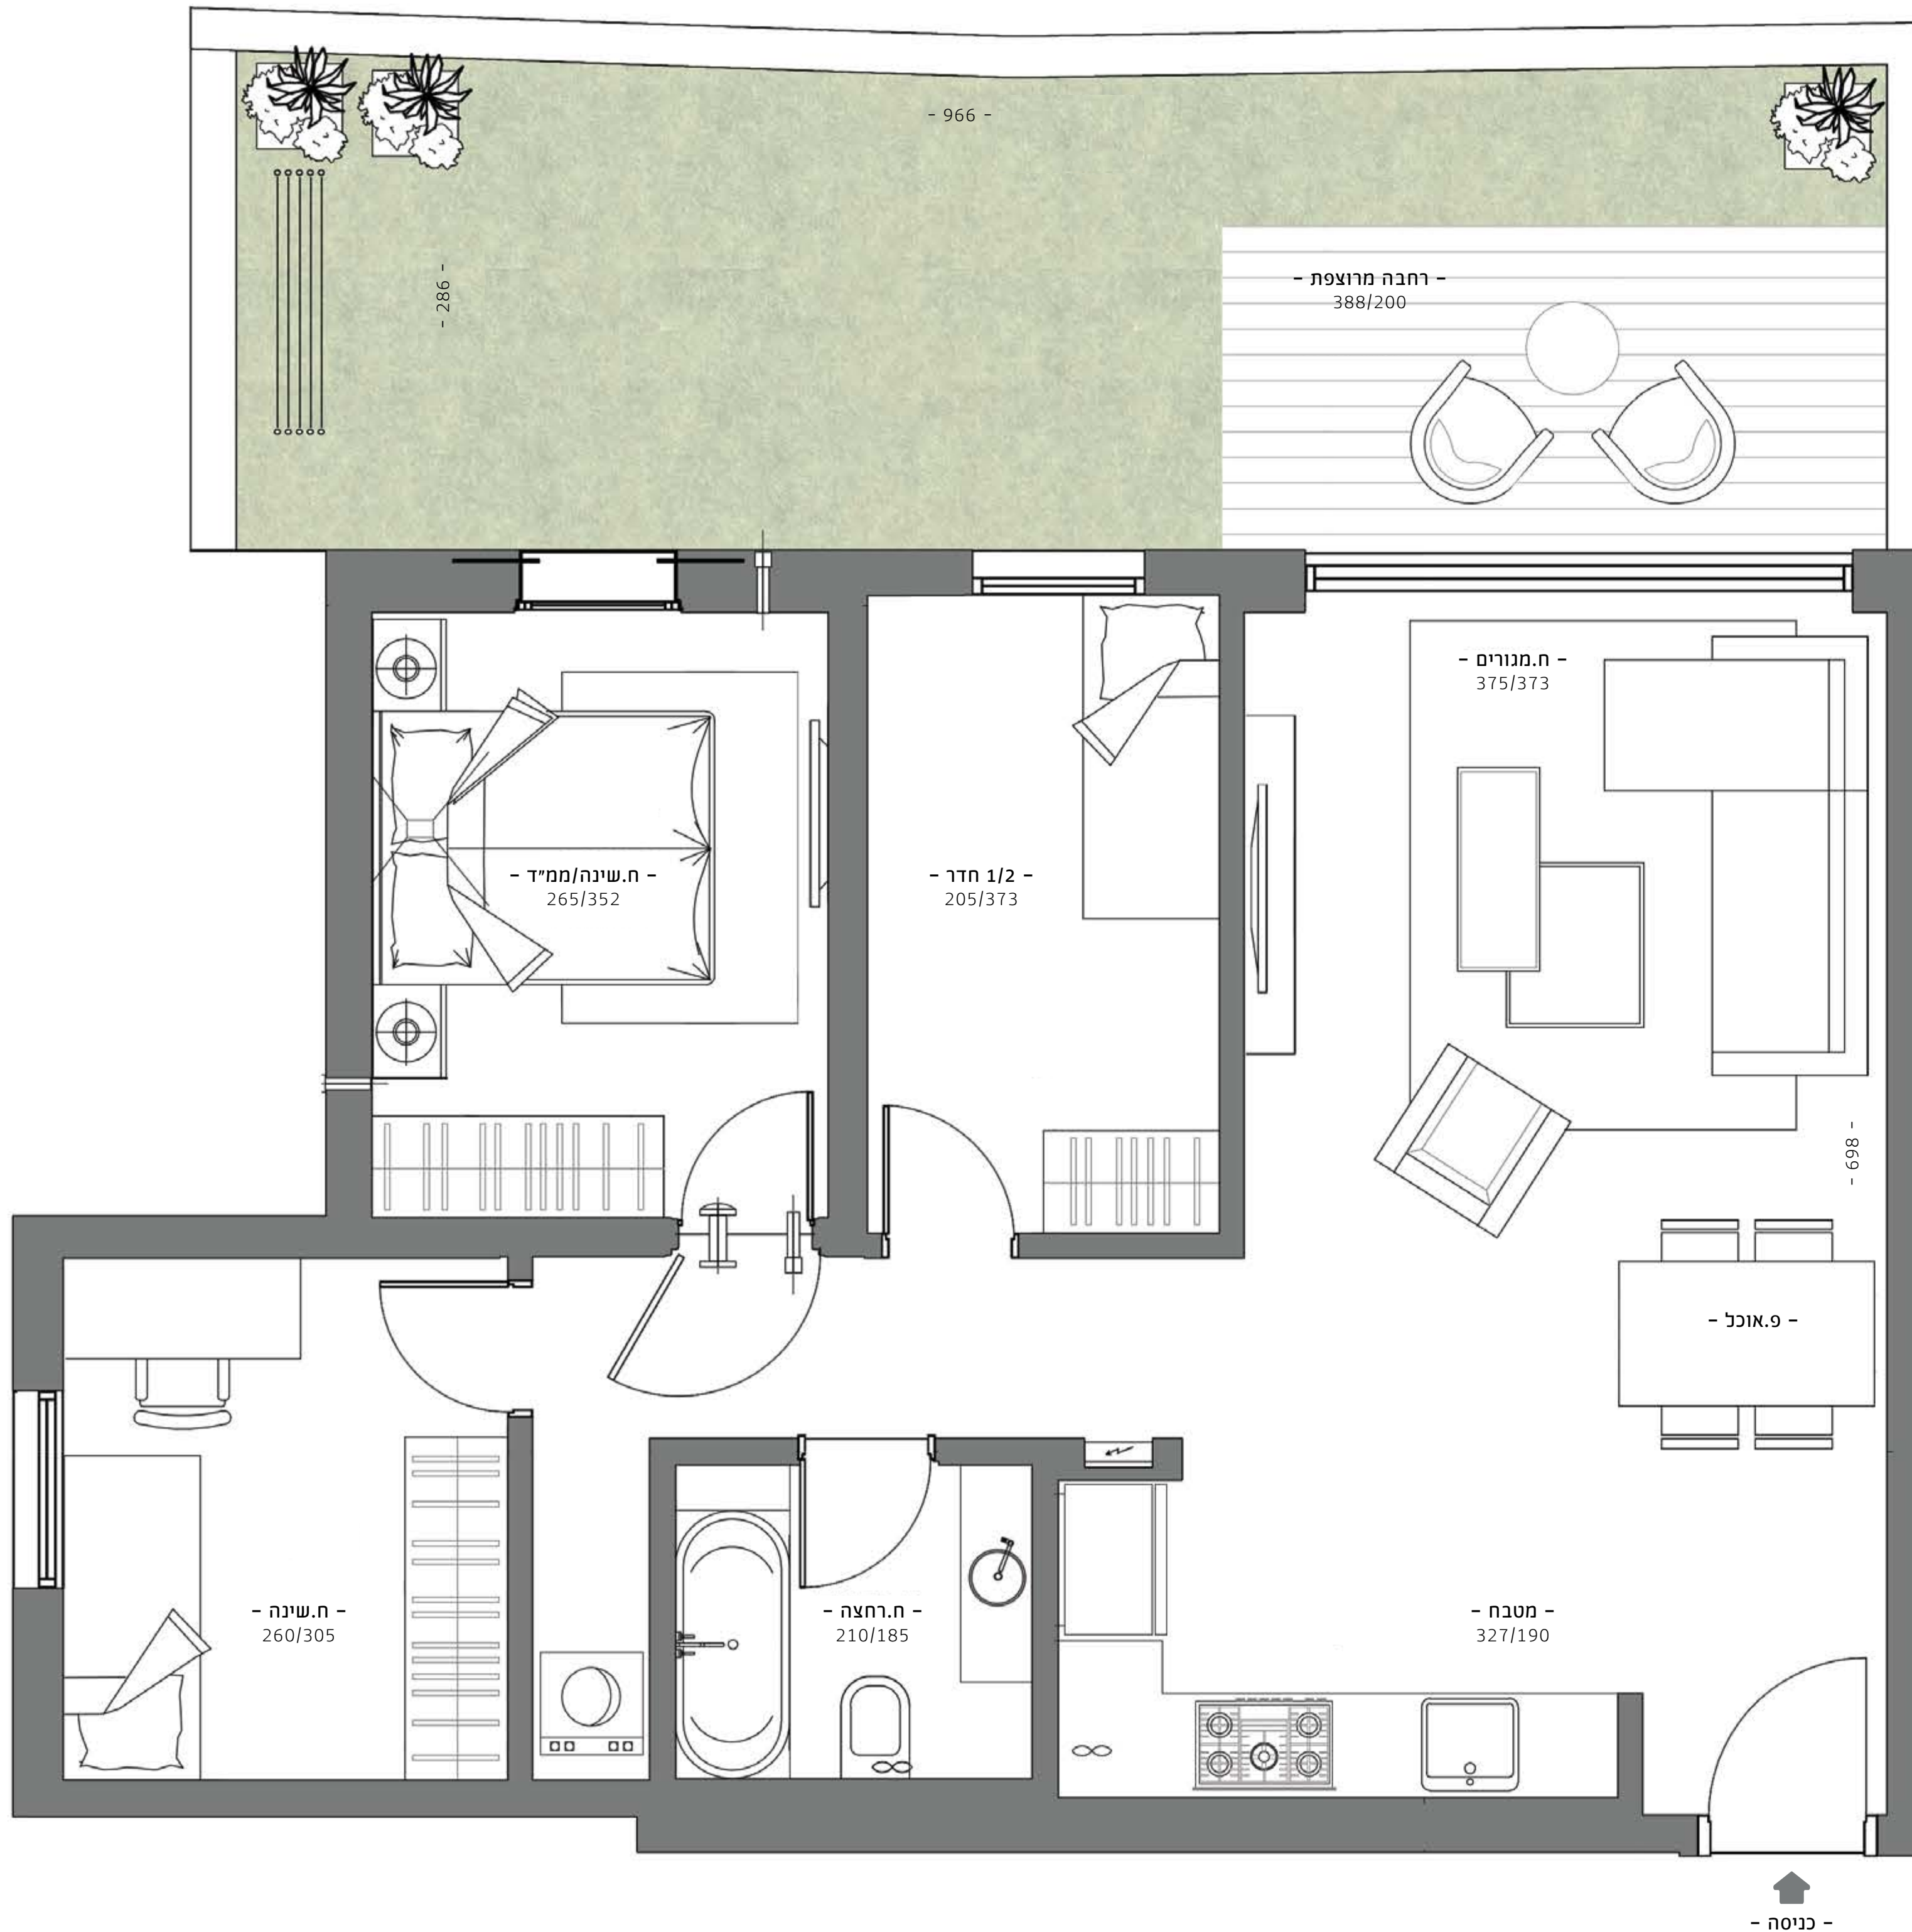 - 966 -
- 286 -
- רחבה מרוצפת -
388/200
- ח.מגורים -
375/373
- ח.שינה/ממ״ד -
265/352
- 1/2 חדר -
205/373
- 698 -
- פ.אוכל -
- ח.שינה -
260/305
- ח.רחצה -
210/185
- מטבח -
327/190
- כניסה -